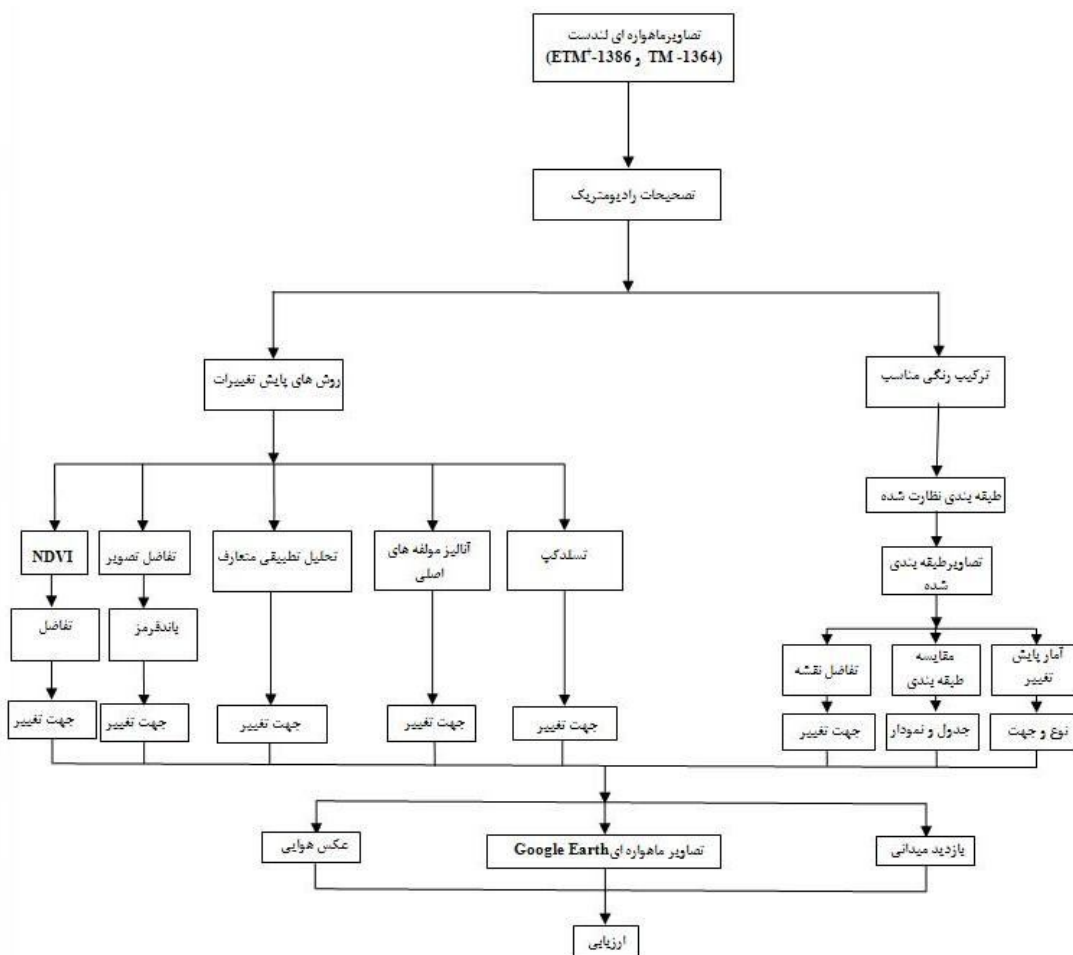 تصاویرماهواره ای لندست
(TM -1364 و ETM⁺-1386)
تصحیحات رادیومتریک
ترکیب رنگی مناسب
روش های پایش تغییرات
طبقه بندی نظارت شده
تصاویرطبقه بندی
شده
تسلدکپ
آنالیز مولفه های
اصلی
تحلیل تطبیقی متعارف
تفاضل تصویر
NDVI
آمار پایش
تغییر
مقایسه
طبقه بندی
تفاضل نقشه
باندقرمز
تفاضل
نوع و جهت
جدول و نمودار
جهت تغییر
جهت تغییر
جهت تغییر
جهت تغییر
جهت تغییر
جهت تغییر
بازدید میدانی
تصاویر ماهواره ای Google Earth
عکس هوایی
ارزیابی